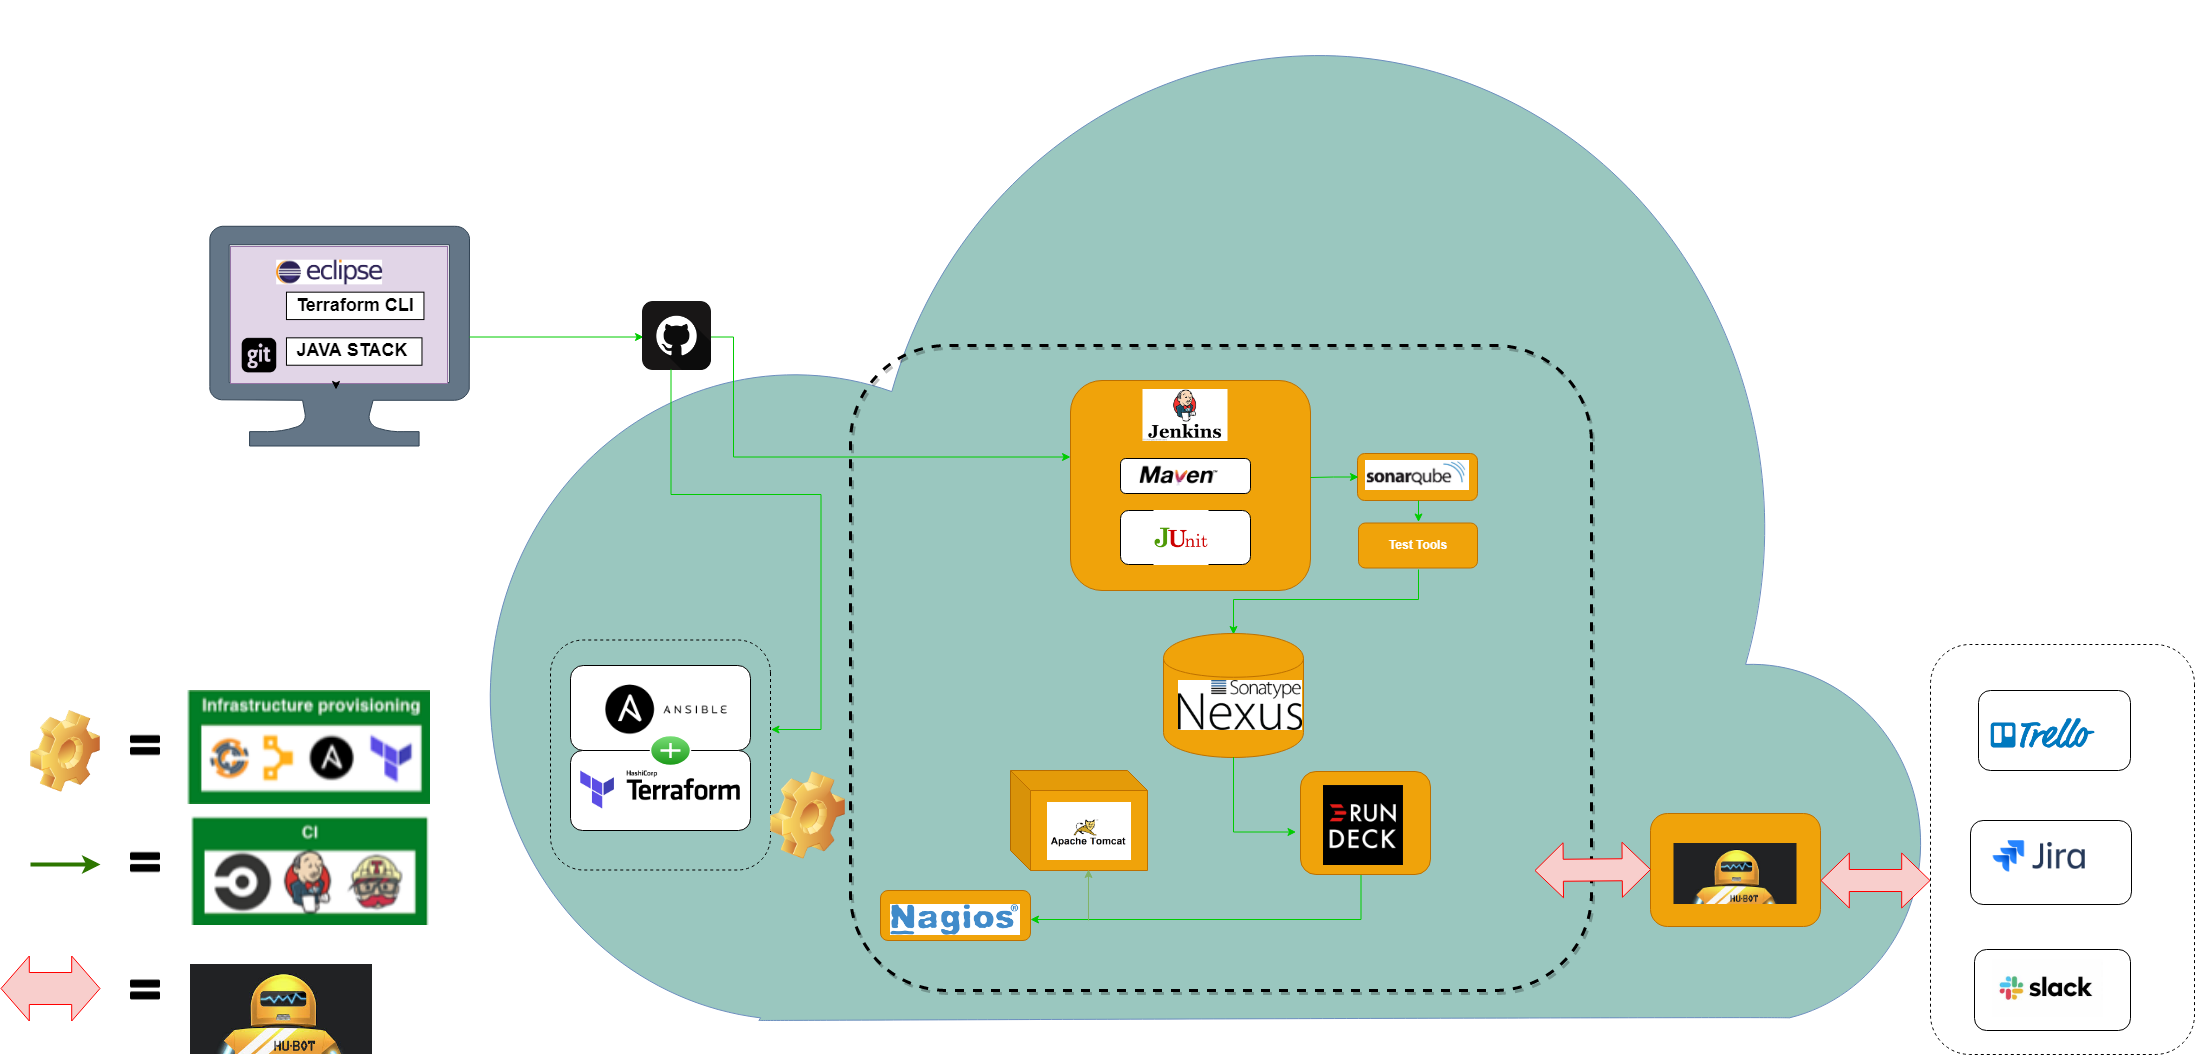 eclipse
Terraform CLI
git
JAVA STACK
Jenkins
Maven™
JUnit
sonarqube
Test Tools
Sonatype
Nexus
ANSIBLE
HashiCorp
Terraform
Apache Tomcat
RUN
DECK
Nagios®
HU-BOT
Trello
Jira
slack
Infrastructure provisioning
CI
HU-BOT